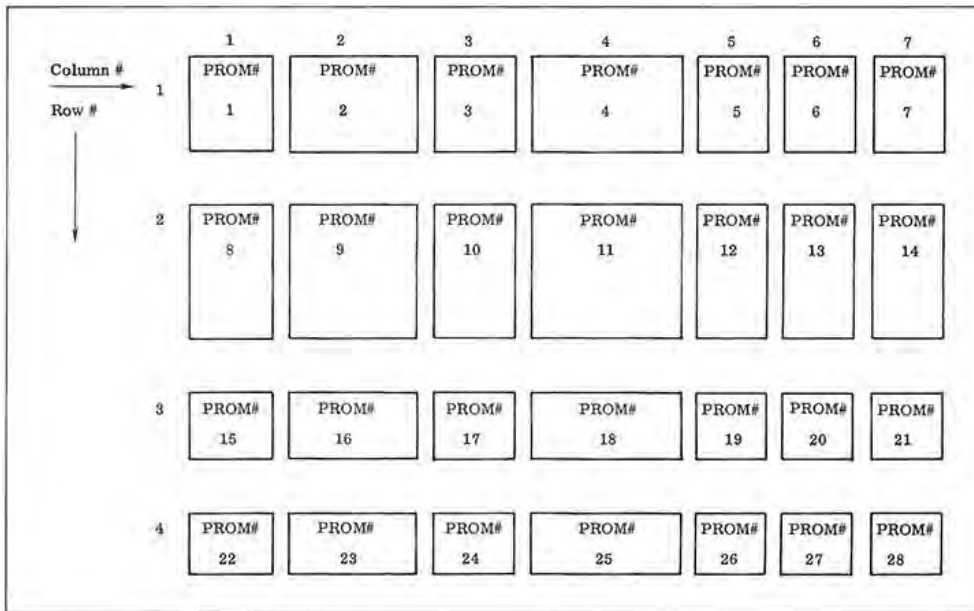 1 2 3 4 5 6 7
Column # PROM# PROM# PROM# PROM# PROM# PROM# PROM#
1
Row # 1 2 3 4 5 6 7
2 PROM# PROM# PROM# PROM# PROM# PROM# PROM#
8 9 10 11 12 13 14
3 PROM# PROM# PROM# PROM# PROM# PROM# PROM#
15 16 17 18 19 20 21
4 PROM# PROM# PROM# PROM# PROM# PROM# PROM#
22 23 24 25 26 27 28